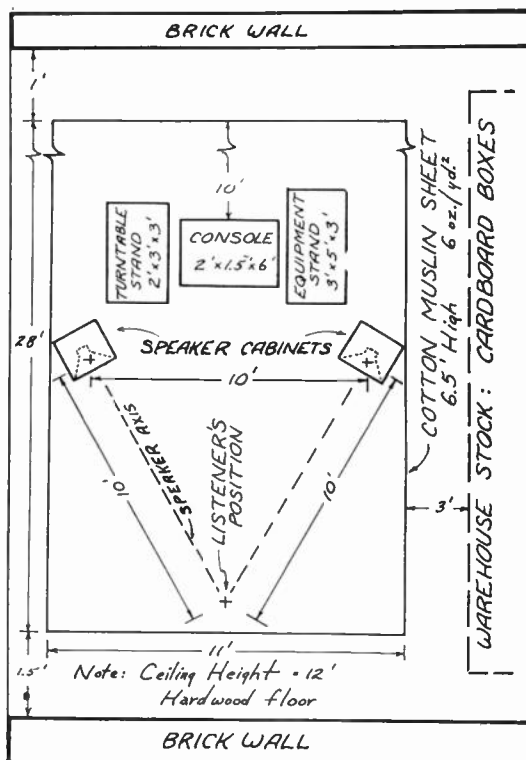 BRICK WALL
1'
10'
TURNTABLE
STAND
2'x3'x3'
CONSOLE
2'x1.5'x6'
EQUIPMENT
STAND
3'x5'x3'
COTTON MUSLIN SHEET
6.5' High 6 oz./yd.²
WAREHOUSE STOCK: CARDBOARD BOXES
28'
SPEAKER CABINETS
10'
10'
SPEAKER AXIS
LISTENER'S
POSITION
10'
3'
11'
1.5'
Note: Ceiling Height = 12'
Hardwood floor
BRICK WALL